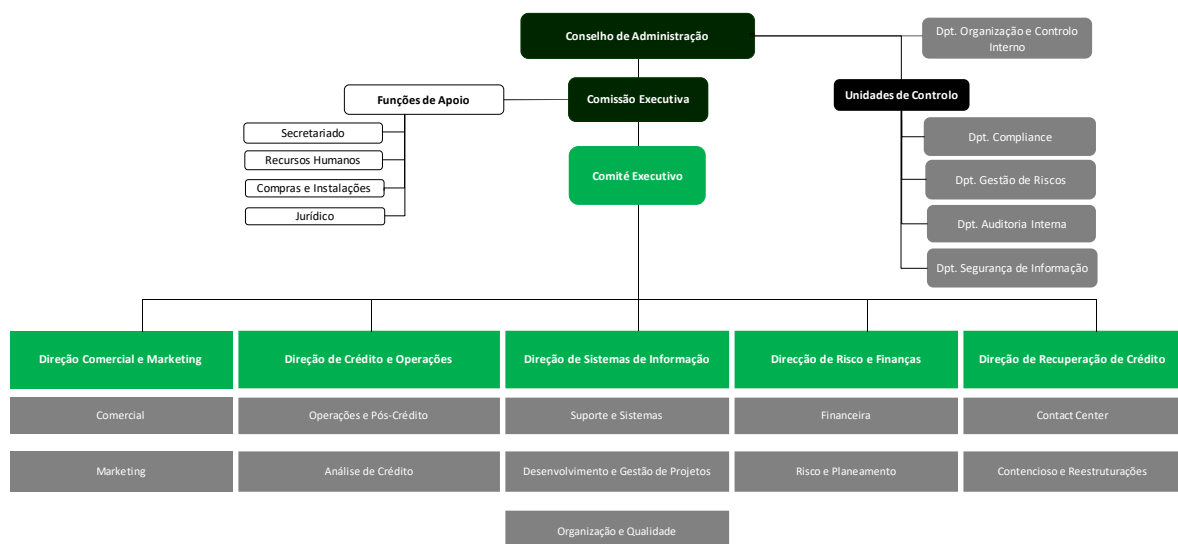 Conselho de Administração
Dpt. Organização e Controlo
Interno
Funções de Apoio
Comissão Executiva
Unidades de Controlo
Secretariado
Recursos Humanos
Compras e Instalações
Jurídico
Comité Executivo
Dpt. Compliance
Dpt. Gestão de Riscos
Dpt. Auditoria Interna
Dpt. Segurança de Informação
Direção Comercial e Marketing
Direção de Crédito e Operações
Direção de Sistemas de Informação
Direcção de Risco e Finanças
Direção de Recuperação de Crédito
Comercial
Operações e Pós-Crédito
Suporte e Sistemas
Financeira
Contact Center
Marketing
Análise de Crédito
Desenvolvimento e Gestão de Projetos
Risco e Planeamento
Contencioso e Reestruturações
Organização e Qualidade